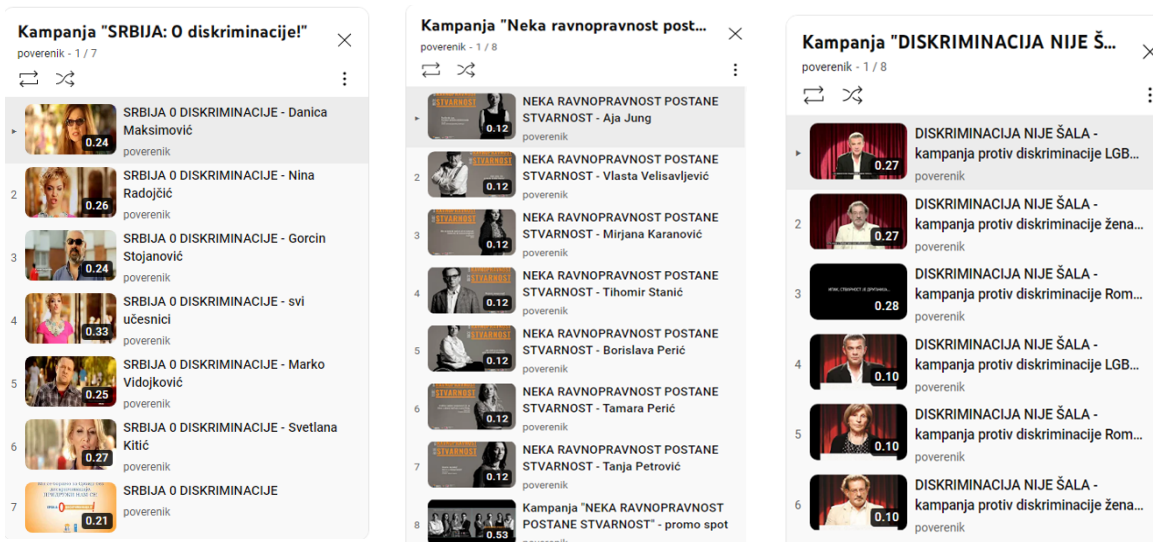 Kampanja "SRBIJA: 0 diskriminacije!"
poverenik - 1 / 7
0.24
SRBIJA 0 DISKRIMINACIJE - Danica
Maksimović
poverenik
2
0.26
SRBIJA 0 DISKRIMINACIJE - Nina
Radojčić
poverenik
3
0.24
SRBIJA 0 DISKRIMINACIJE - Gorcin
Stojanović
poverenik
4
0.33
SRBIJA 0 DISKRIMINACIJE - svi
učesnici
poverenik
5
0.25
SRBIJA 0 DISKRIMINACIJE - Marko
Vidojković
poverenik
6
0.27
SRBIJA 0 DISKRIMINACIJE - Svetlana
Kitić
poverenik
7
0.21
SRBIJA 0 DISKRIMINACIJE
poverenik
Kampanja "Neka ravnopravnost post...
poverenik - 1 / 8
STVARNOST
0.12
NEKA RAVNOPRAVNOST POSTANE
STVARNOST - Aja Jung
poverenik
2
STVARNOST
0.12
NEKA RAVNOPRAVNOST POSTANE
STVARNOST - Vlasta Velisavljević
poverenik
3
STVARNOST
0.12
NEKA RAVNOPRAVNOST POSTANE
STVARNOST - Mirjana Karanović
poverenik
4
STVARNOST
0.12
NEKA RAVNOPRAVNOST POSTANE
STVARNOST - Tihomir Stanić
poverenik
5
STVARNOST
0.12
NEKA RAVNOPRAVNOST POSTANE
STVARNOST - Borislava Perić
poverenik
6
STVARNOST
0.12
NEKA RAVNOPRAVNOST POSTANE
STVARNOST - Tamara Perić
poverenik
7
STVARNOST
0.12
NEKA RAVNOPRAVNOST POSTANE
STVARNOST - Tanja Petrović
poverenik
8
0.53
Kampanja "NEKA RAVNOPRAVNOST
POSTANE STVARNOST" - promo spot
poverenik
Kampanja "DISKRIMINACIJA NIJE Š...
poverenik - 1 / 8
0.27
DISKRIMINACIJA NIJE ŠALA -
kampanja protiv diskriminacije LGB...
poverenik
2
0.27
DISKRIMINACIJA NIJE ŠALA -
kampanja protiv diskriminacije žena...
poverenik
3
0.28
DISKRIMINACIJA NIJE ŠALA -
kampanja protiv diskriminacije Rom...
poverenik
4
0.10
DISKRIMINACIJA NIJE ŠALA -
kampanja protiv diskriminacije LGB...
poverenik
5
0.10
DISKRIMINACIJA NIJE ŠALA -
kampanja protiv diskriminacije Rom...
poverenik
6
0.10
DISKRIMINACIJA NIJE ŠALA -
kampanja protiv diskriminacije žena...
poverenik